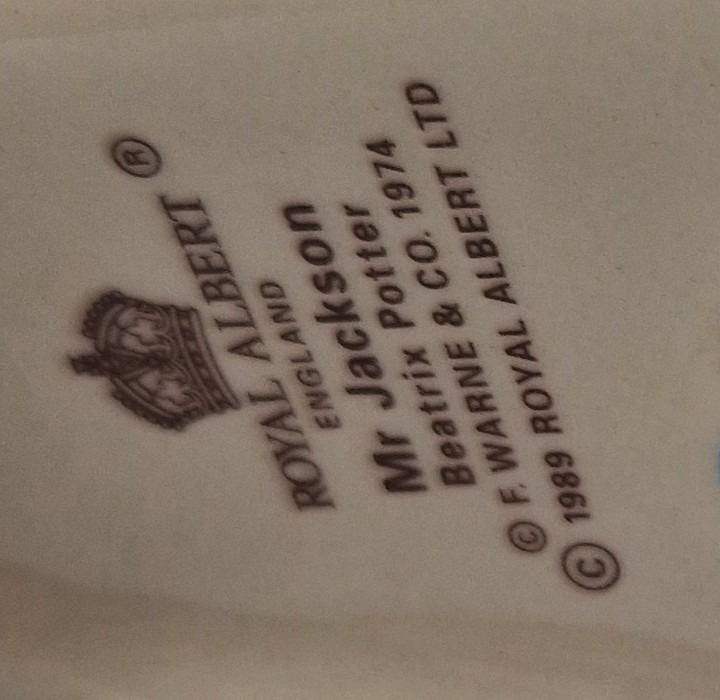 ROYAL ALBERT ®
ENGLAND
Mr Jackson
Beatrix Potter
© F. WARNE & CO. 1974
© 1989 ROYAL ALBERT LTD